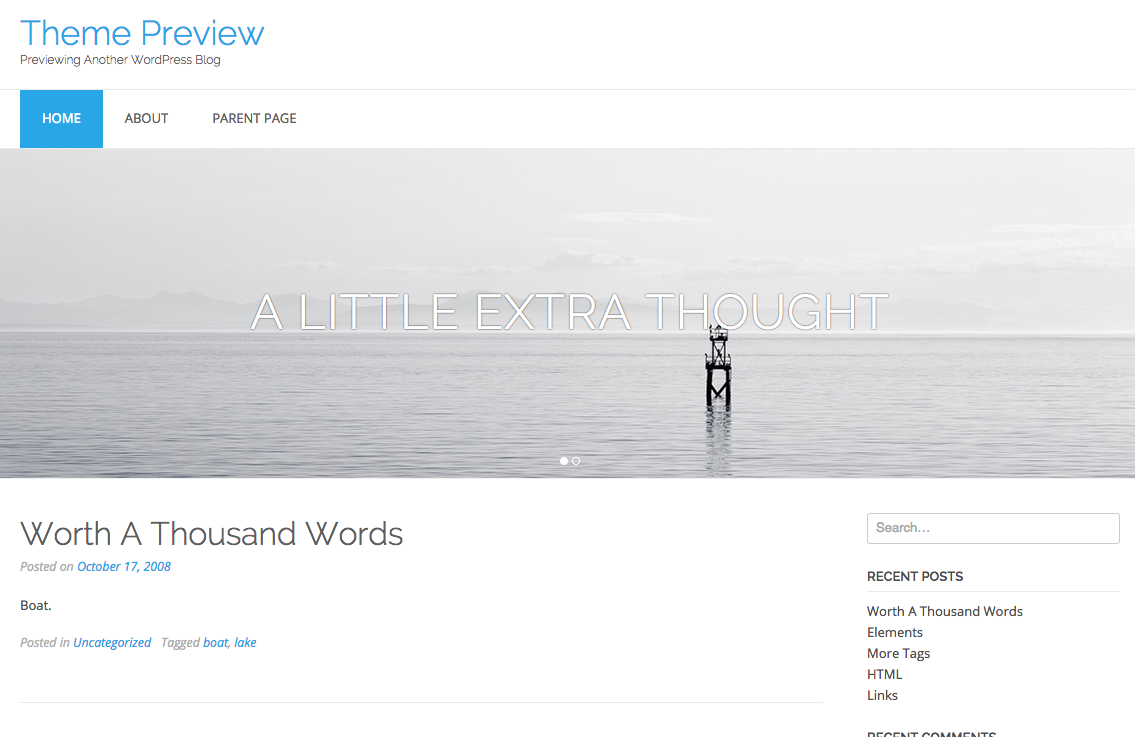 Theme Preview
Previewing Another WordPress Blog
HOME ABOUT PARENT PAGE
A LITTLE EXTRA THOUGHT
Worth A Thousand Words
Posted on October 17, 2008
Boat.
Posted in Uncategorized Tagged boat, lake
Search...
RECENT POSTS
Worth A Thousand Words
Elements
More Tags
HTML
Links
RECENT COMMENTS